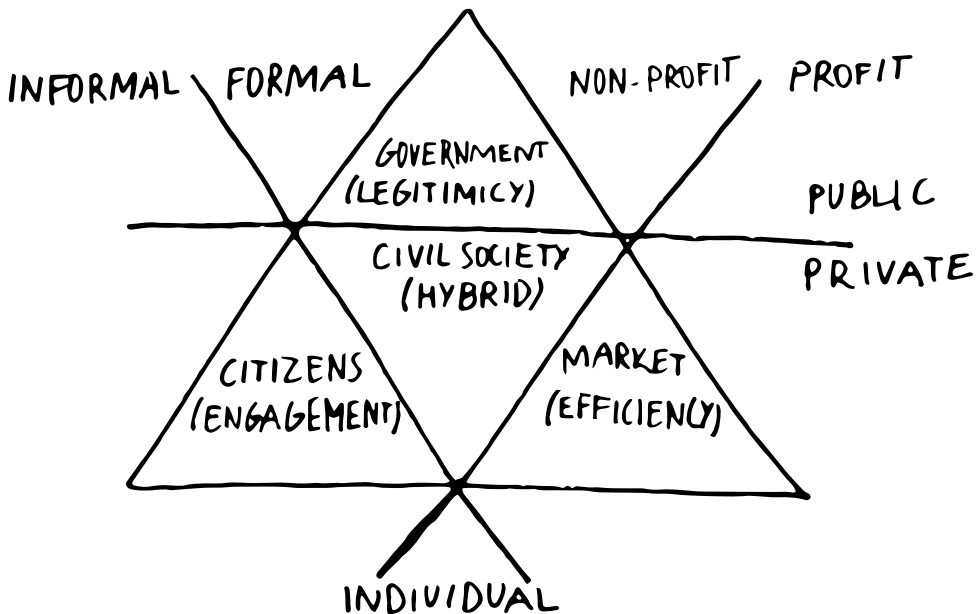 INFORMAL
FORMAL
NON-PROFIT
PROFIT
GOVERNMENT
(LEGITIMICY)
PUBLIC
CIVIL SOCIETY
(HYBRID)
PRIVATE
CITIZENS
(ENGAGEMENT)
MARKET
(EFFICIENCY)
INDIVIDUAL